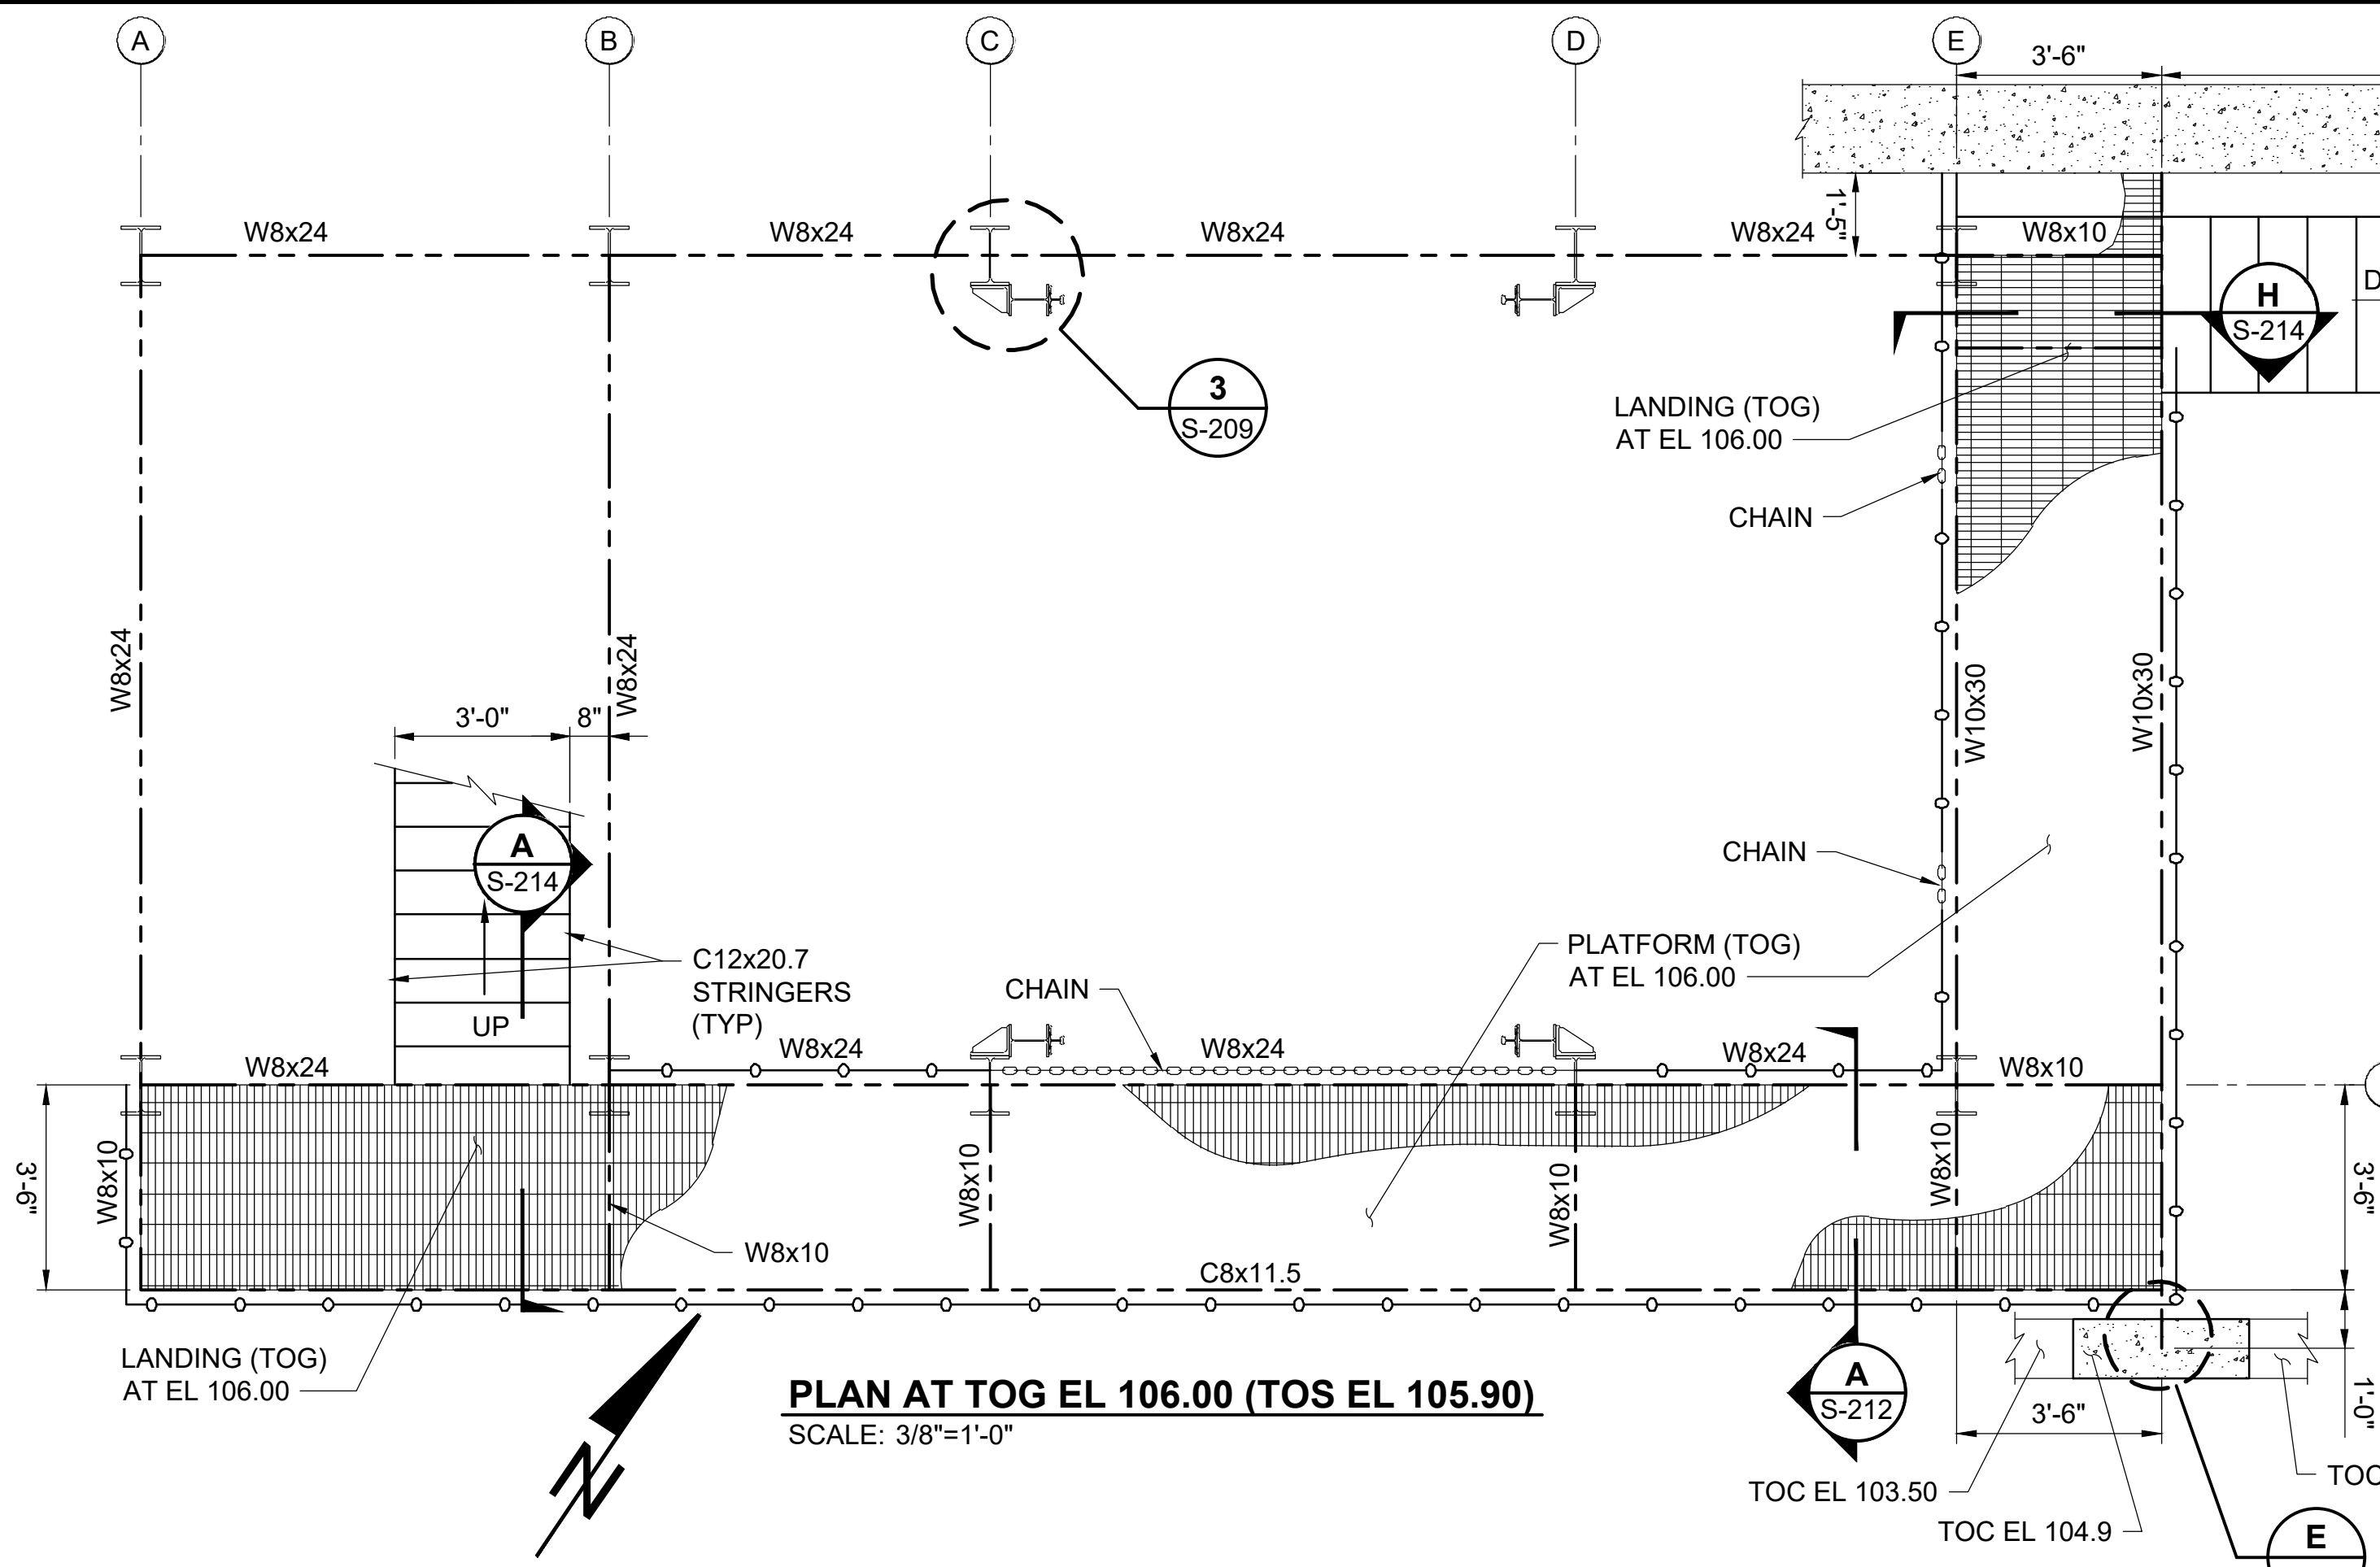 A
B
C
D
E
3'-6"
W8x24
W8x24
W8x24
W8x24
1'-5"
W8x10
D
H
S-214
3
S-209
LANDING (TOG)
AT EL 106.00
CHAIN
W8x24
W8x24
W10x30
W10x30
3'-0"
8"
A
S-214
CHAIN
C12x20.7
STRINGERS
(TYP)
UP
PLATFORM (TOG)
AT EL 106.00
CHAIN
W8x24
W8x24
W8x24
W8x24
W8x10
W8x10
3'-6"
W8x10
W8x10
W8x10
W8x10
3'-6"
C8x11.5
LANDING (TOG)
AT EL 106.00
N
PLAN AT TOG EL 106.00 (TOS EL 105.90)
SCALE: 3/8"=1'-0"
A
S-212
3'-6"
1'-0"
TOC EL 103.50
TOC EL 104.9
TOC
E